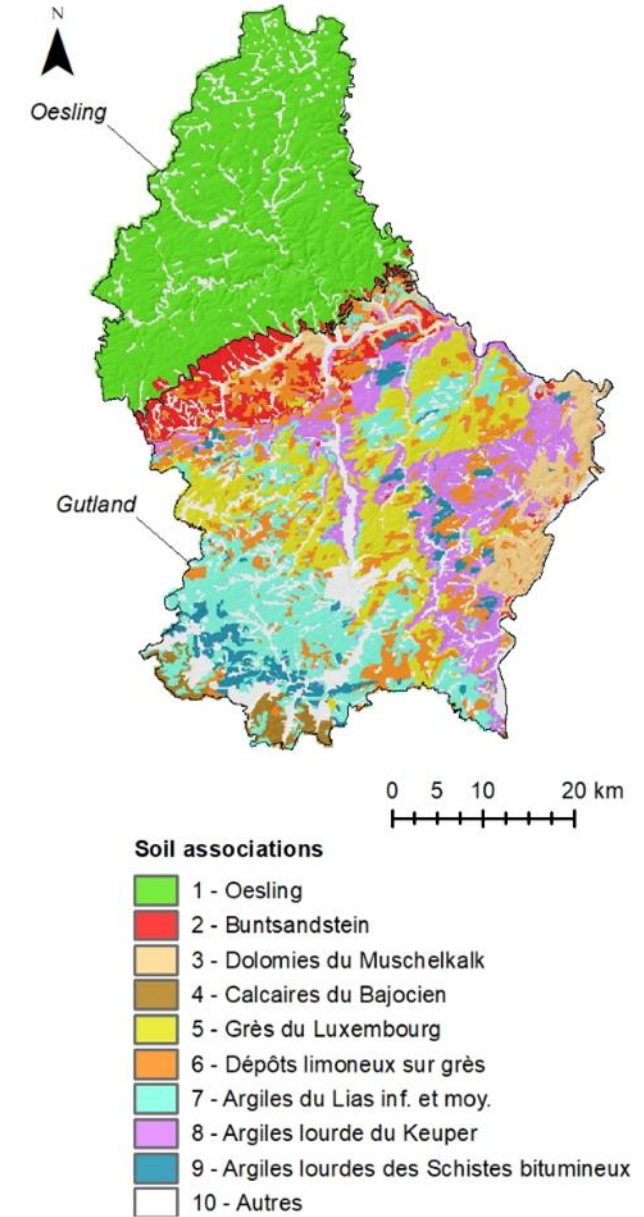 N
Oesling
Gutland
0 5 10 20 km
Soil associations
1 - Oesling
2 - Buntsandstein
3 - Dolomies du Muschelkalk
4 - Calcaires du Bajocien
5 - Grès du Luxembourg
6 - Dépôts limoneux sur grès
7 - Argiles du Lias inf. et moy.
8 - Argiles lourde du Keuper
9 - Argiles lourdes des Schistes bitumineux
10 - Autres